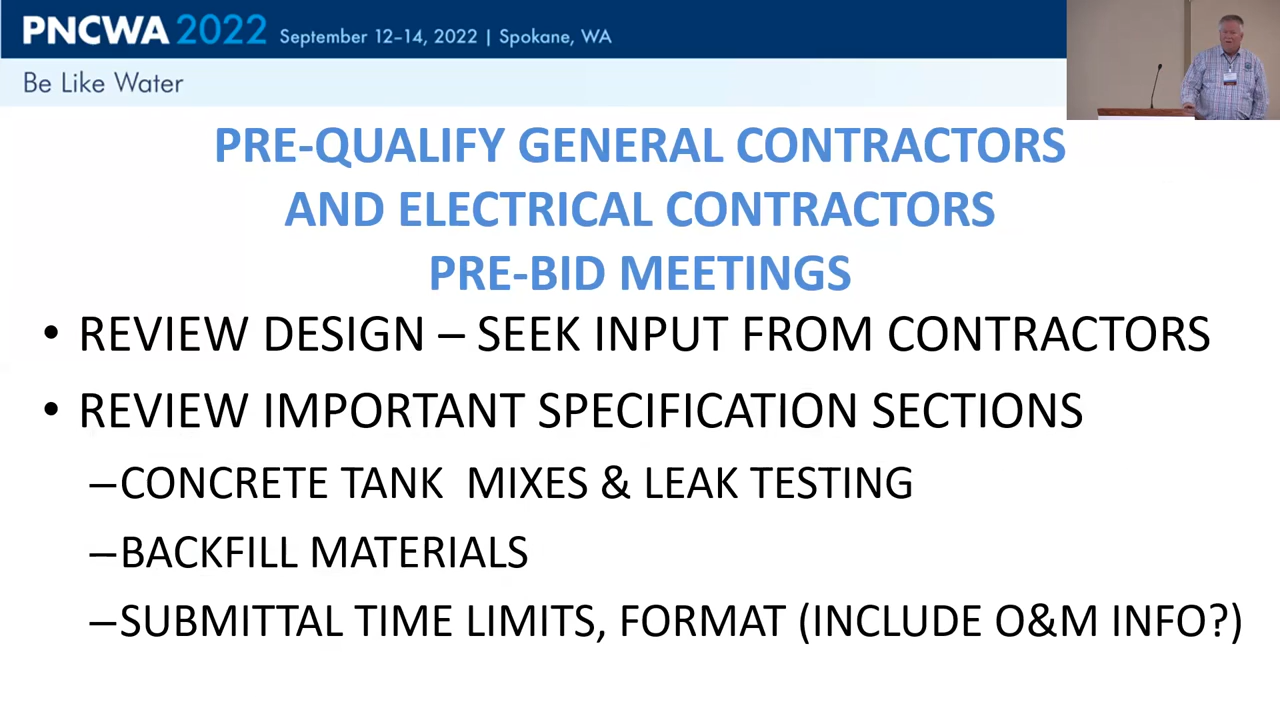 PNCWA 2022 September 12–14, 2022 | Spokane, WA
Be Like Water
PRE-QUALIFY GENERAL CONTRACTORS
AND ELECTRICAL CONTRACTORS
PRE-BID MEETINGS
• REVIEW DESIGN – SEEK INPUT FROM CONTRACTORS
• REVIEW IMPORTANT SPECIFICATION SECTIONS
–CONCRETE TANK MIXES & LEAK TESTING
–BACKFILL MATERIALS
–SUBMITTAL TIME LIMITS, FORMAT (INCLUDE O&M INFO?)